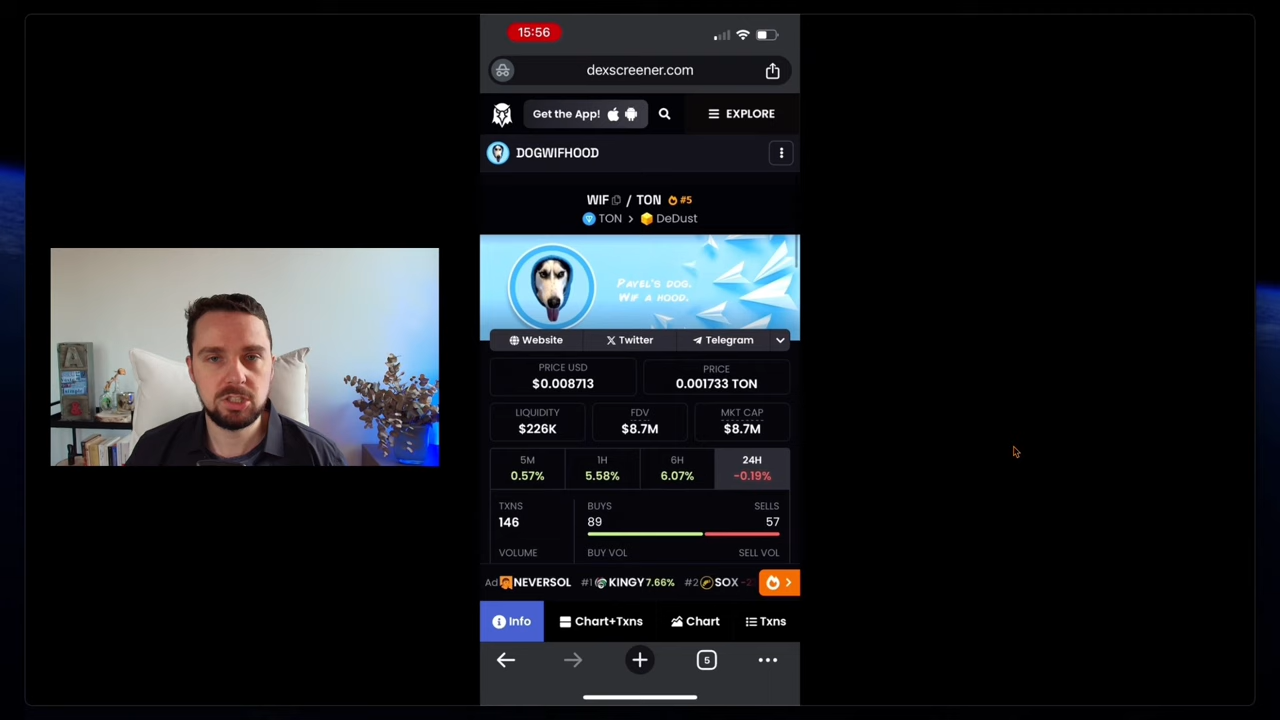 15:56
dexscreener.com
Get the App!
EXPLORE
DOGWIFHOOD
WIF / TON #5
TON > DeDust
PAVEL'S DOG.
WIF A HOOD.
Website
Twitter
Telegram
PRICE USD
$0.008713
PRICE
0.001733 TON
LIQUIDITY
$226K
FDV
$8.7M
MKT CAP
$8.7M
5M
0.57%
1H
5.58%
6H
6.07%
24H
-0.19%
TXNS
146
BUYS
89
SELLS
57
VOLUME
BUY VOL
SELL VOL
Ad NEVERSOL #1 KINGY 7.66% #2 SOX
Info
Chart+Txns
Chart
Txns
5